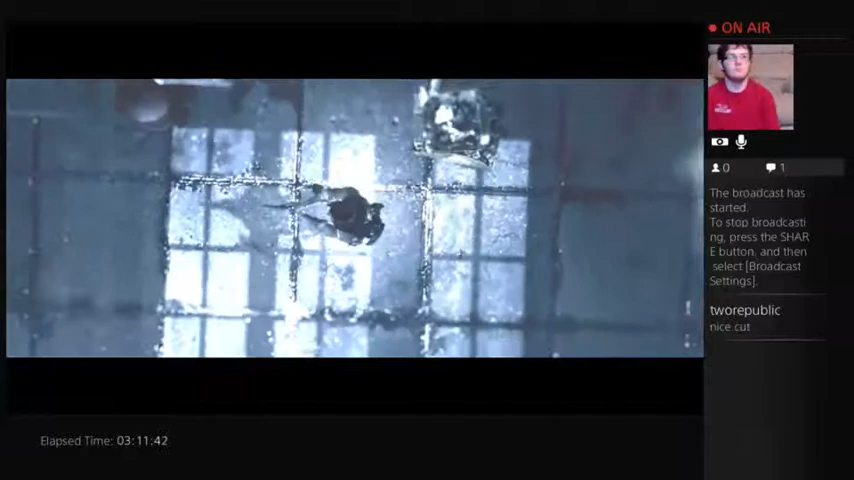 ON AIR
0
1
The broadcast has
started.
To stop broadcasti
ng, press the SHAR
E button, and then
select [Broadcast
Settings].
tworepublic
nice cut
Elapsed Time: 03:11:42